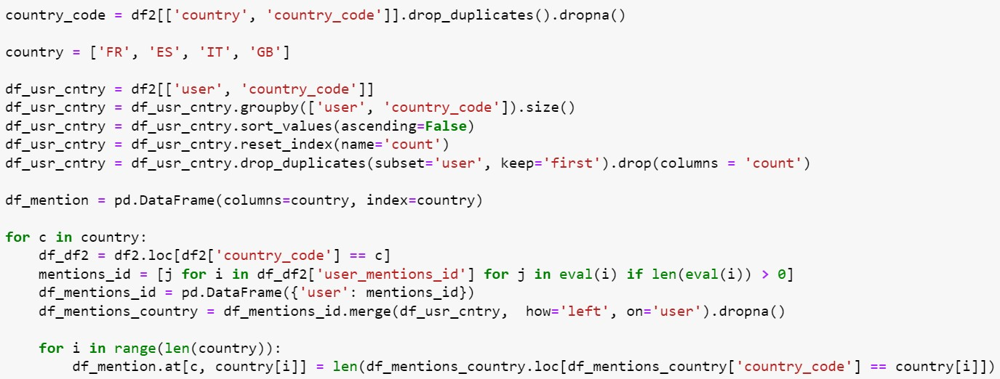 country_code = df2[['country', 'country_code']].drop_duplicates().dropna()
country = ['FR', 'ES', 'IT', 'GB']
df_usr_cntry = df2[['user', 'country_code']]
df_usr_cntry = df_usr_cntry.groupby(['user', 'country_code']).size()
df_usr_cntry = df_usr_cntry.sort_values(ascending=False)
df_usr_cntry = df_usr_cntry.reset_index(name='count')
df_usr_cntry = df_usr_cntry.drop_duplicates(subset='user', keep='first').drop(columns = 'count')
df_mention = pd.DataFrame(columns=country, index=country)
for c in country:
    df_df2 = df2.loc[df2['country_code'] == c]
    mentions_id = [j for i in df_df2['user_mentions_id'] for j in eval(i) if len(eval(i)) > 0]
    df_mentions_id = pd.DataFrame({'user': mentions_id})
    df_mentions_country = df_mentions_id.merge(df_usr_cntry,  how='left', on='user').dropna()
    for i in range(len(country)):
        df_mention.at[c, country[i]] = len(df_mentions_country.loc[df_mentions_country['country_code'] == country[i]])